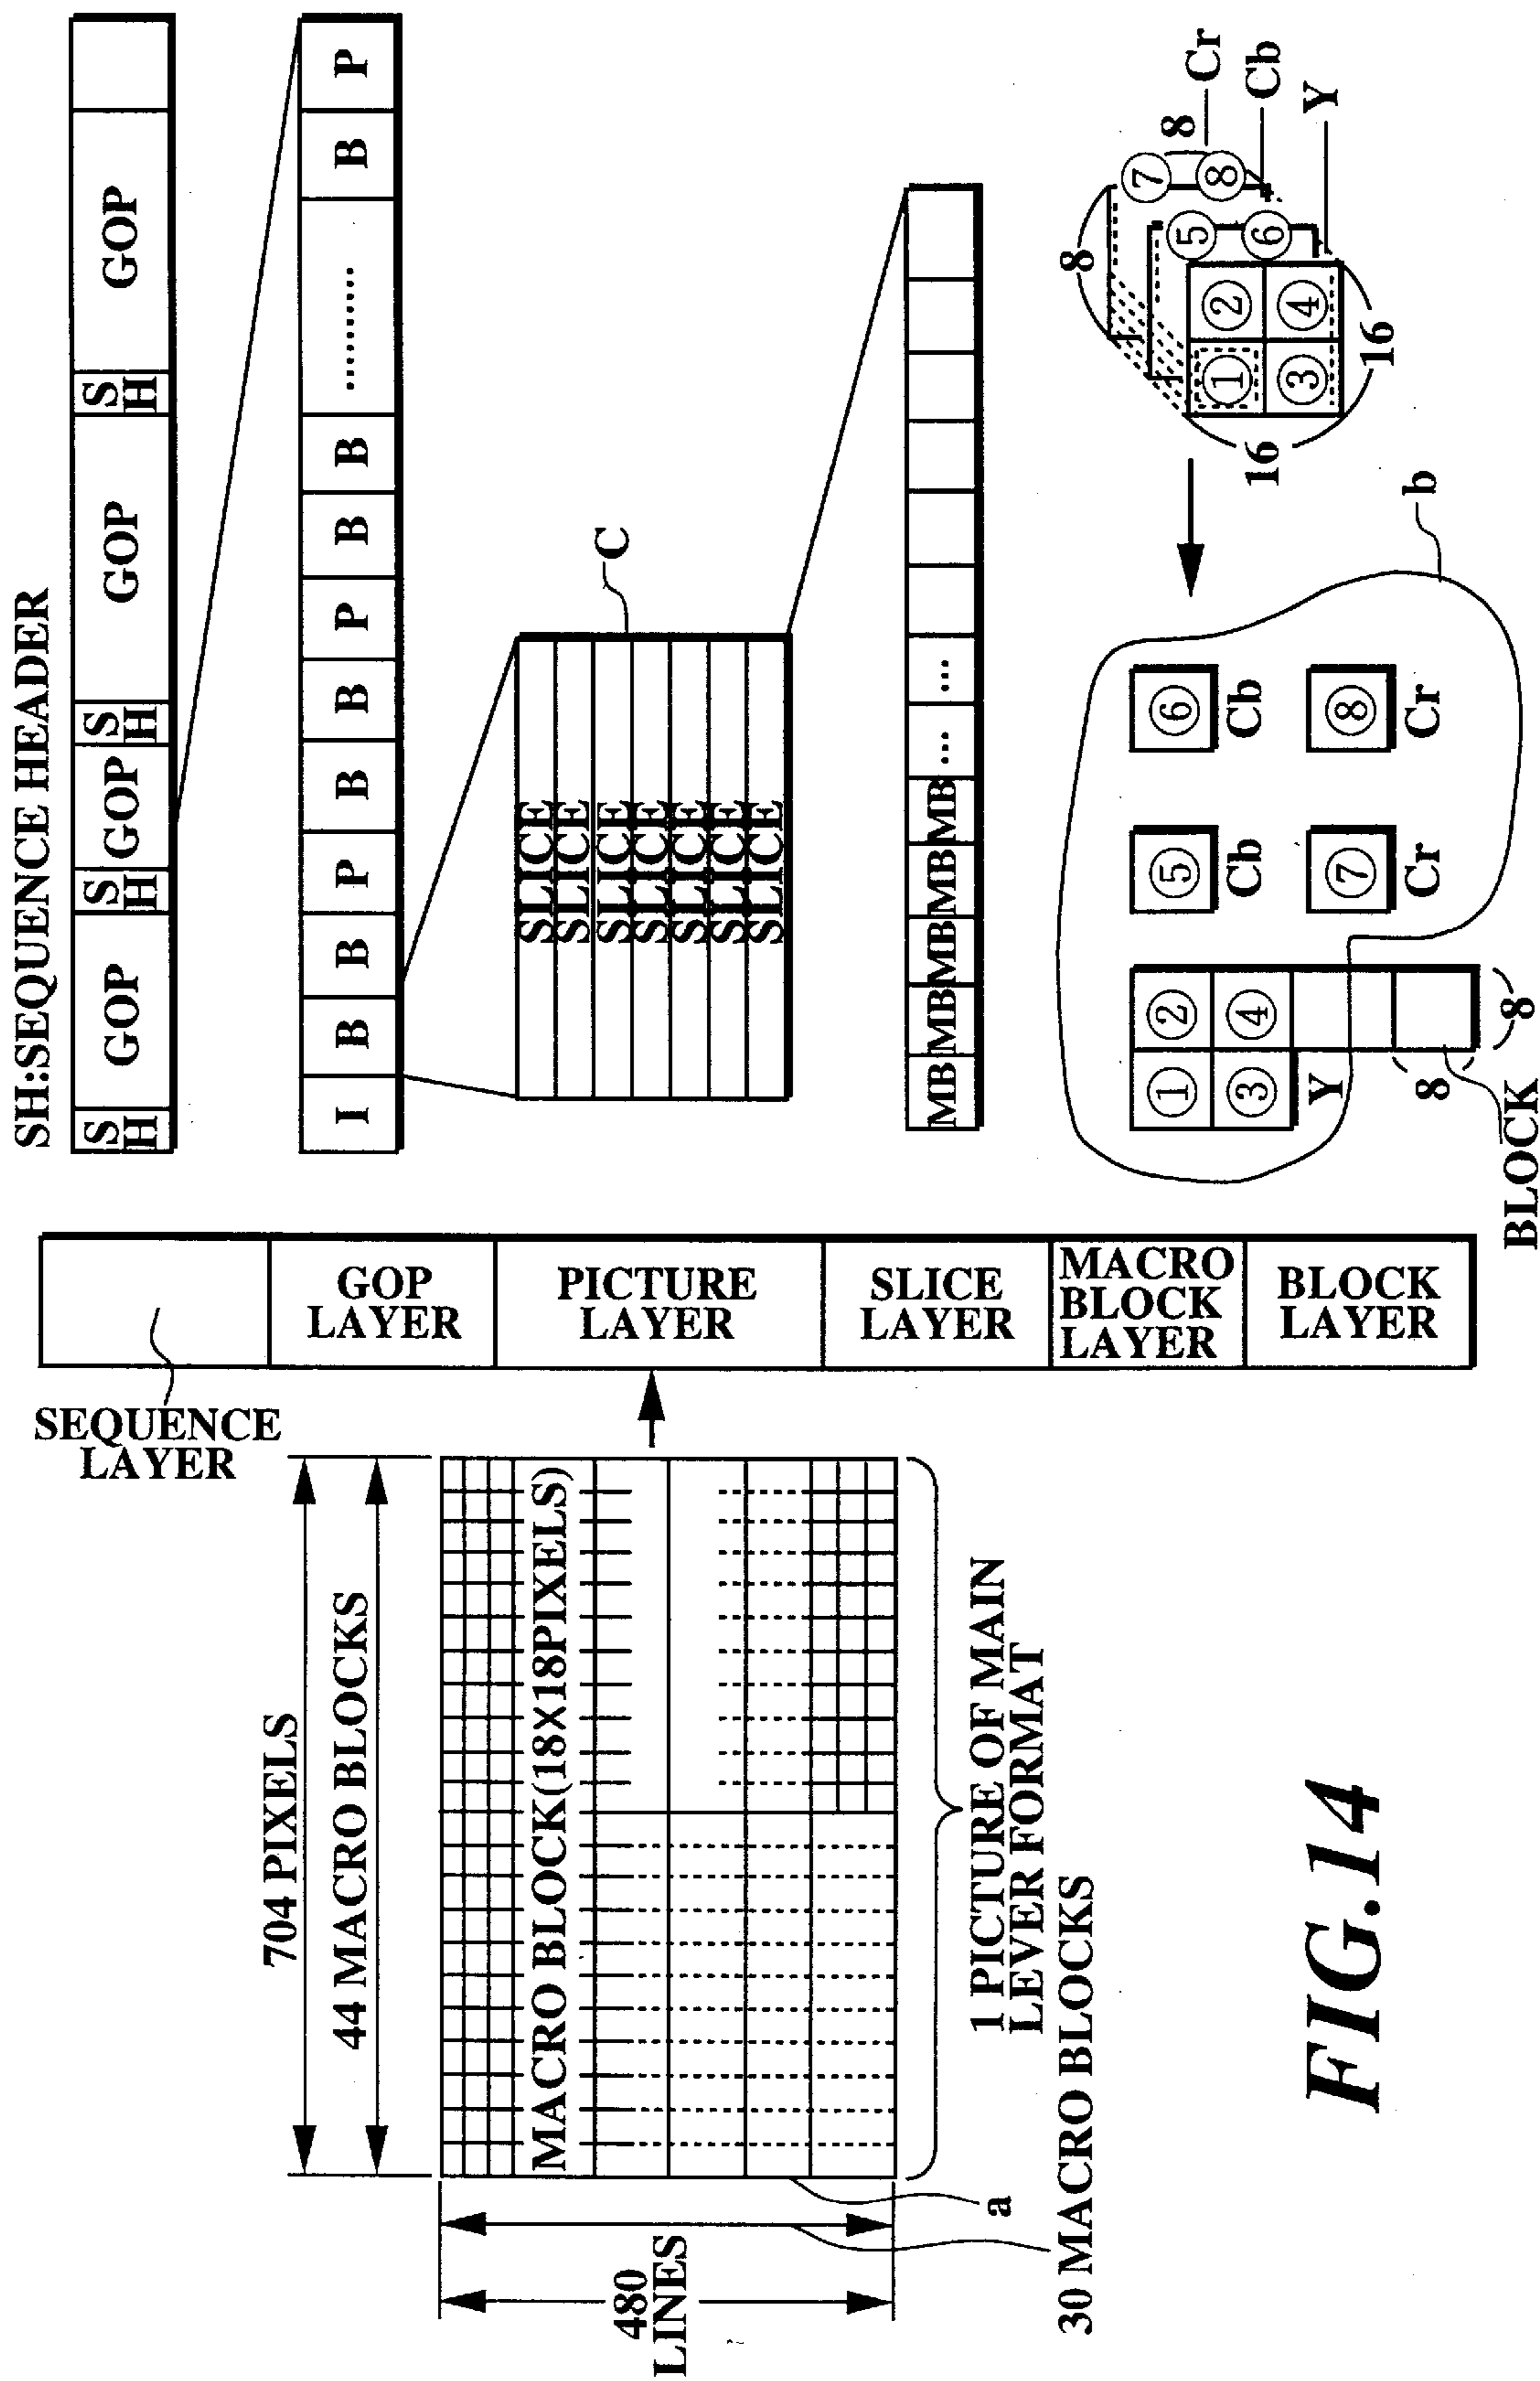 SH:SEQUENCE HEADER
SH GOP SH GOP SH GOP SH GOP
I B B P B B P B B ......... B P
SLICE
SLICE
SLICE
SLICE
SLICE
SLICE
SLICE
C
MB MB MB MB MB ... ...
① ② ③ ④
Y
⑤
Cb
⑥
Cb
⑦
Cr
⑧
Cr
8
8
BLOCK
b
① ② ③ ④ ⑤ ⑥ ⑦ ⑧
16
16
8
8
Cr
Cb
Y
SEQUENCE
LAYER
GOP
LAYER
PICTURE
LAYER
SLICE
LAYER
MACRO
BLOCK
LAYER
BLOCK
LAYER
704 PIXELS
44 MACRO BLOCKS
MACRO BLOCK(18X18PIXELS)
480
LINES
a
30 MACRO BLOCKS
1 PICTURE OF MAIN
LEVER FORMAT
FIG.14